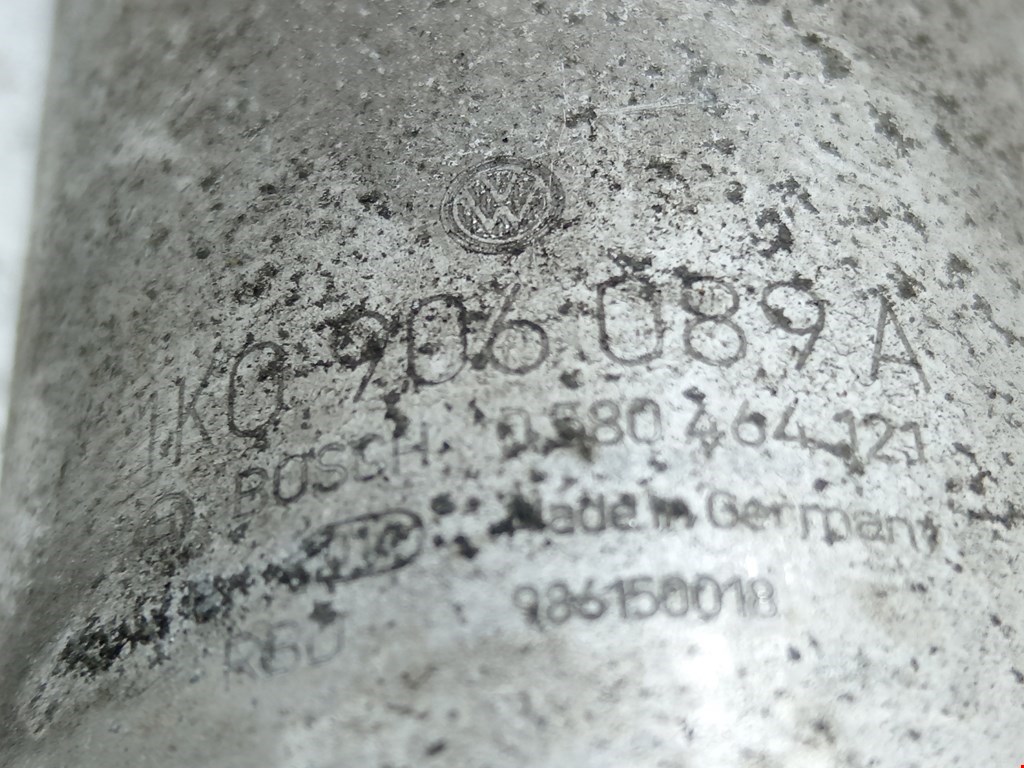 1K0 906 089 A
BOSCH 0 580 464 121
Made in Germany
986150018